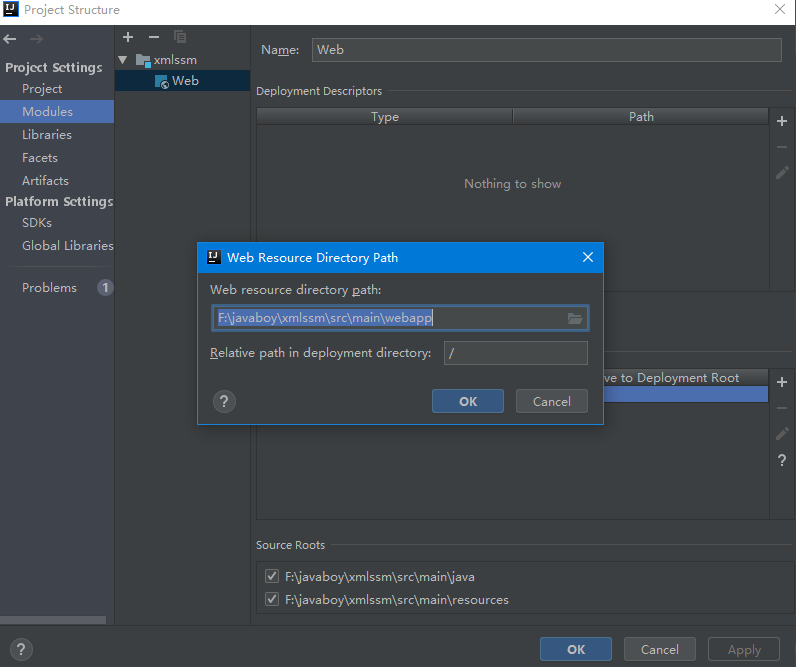 Project Structure
Project Settings
Project
Modules
Libraries
Facets
Artifacts
Platform Settings
SDKs
Global Libraries
Problems 1
xmlssm
Web
Name: Web
Deployment Descriptors
Type Path
Nothing to show
Web Resource Directory Path
Web resource directory path:
F:\javaboy\xmlssm\src\main\webapp
Relative path in deployment directory: /
? OK Cancel
ve to Deployment Root
?
Source Roots
F:\javaboy\xmlssm\src\main\java
F:\javaboy\xmlssm\src\main\resources
? OK Cancel Apply